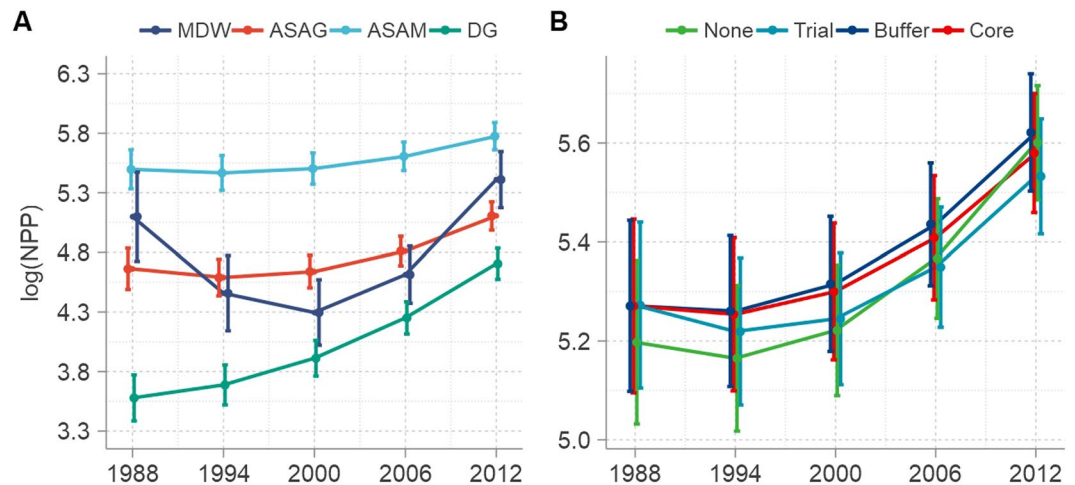 A
MDW ASAG ASAM DG
log(NPP)
6.3
5.8
5.3
4.8
4.3
3.8
3.3
1988 1994 2000 2006 2012
B
None Trial Buffer Core
5.6
5.4
5.2
5.0
1988 1994 2000 2006 2012